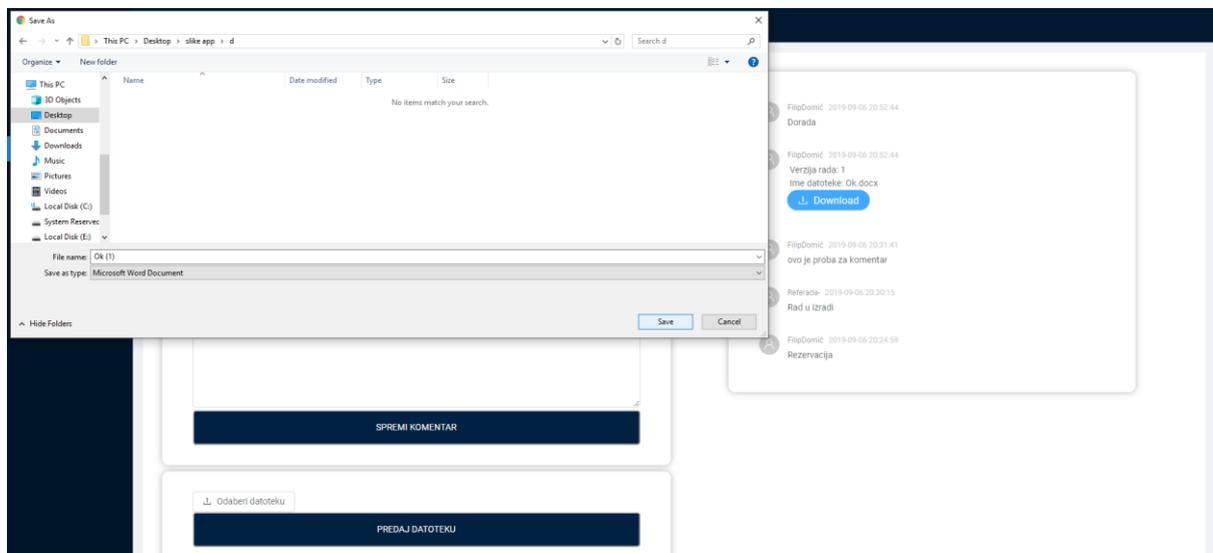 Save As
This PC > Desktop > slike app > d
Search d
Organize
New folder
This PC
3D Objects
Desktop
Documents
Downloads
Music
Pictures
Videos
Local Disk (C:)
System Reserved
Local Disk (E:)
Name
Date modified
Type
Size
No items match your search.
File name: Ok (1)
Save as type: Microsoft Word Document
Hide Folders
Save
Cancel
FilipDomić 2019-09-06 20:52:44
Dorada
FilipDomić 2019-09-06 20:52:44
Verzija rada: 1
Ime datoteke: Ok.docx
Download
FilipDomić 2019-09-06 20:31:41
ovo je proba za komentar
Referada- 2019-09-06 20:30:15
Rad u izradi
FilipDomić 2019-09-06 20:24:59
Rezervacija
SPREMI KOMENTAR
Odaberi datoteku
PREDAJ DATOTEKU